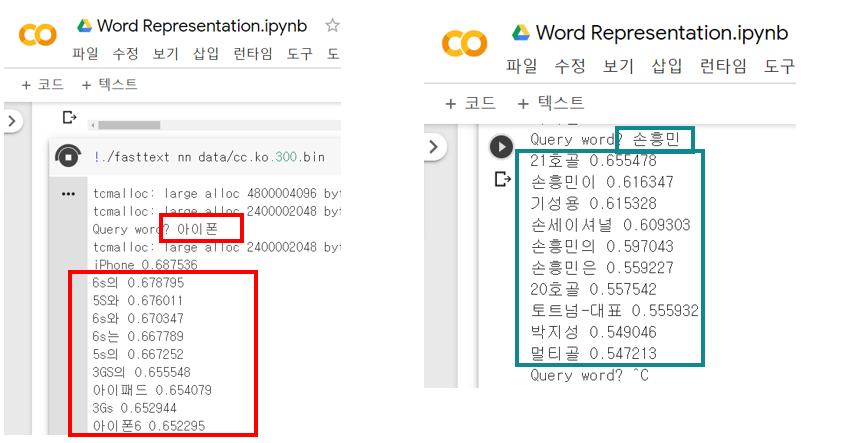 Word Representation.ipynb
파일 수정 보기 삽입 런타임 도구 도
+ 코드 + 텍스트
!./fasttext nn data/cc.ko.300.bin
tcmalloc: large alloc 4800004096 byt
tcmalloc: large alloc 2400002048 byt
Query word? 아이폰
tcmalloc: large alloc 2400002048 byt
iPhone 0.687536
6s의 0.678795
5S와 0.676011
6s와 0.670347
6s는 0.667789
5s의 0.667252
3GS의 0.655548
아이패드 0.654079
3Gs 0.652944
아이폰6 0.652295
Word Representation.ipynb
파일 수정 보기 삽입 런타임 도구
+ 코드 + 텍스트
Query word? 손흥민
21호골 0.655478
손흥민이 0.616347
기성용 0.615328
손세이셔널 0.609303
손흥민의 0.597043
손흥민은 0.559227
20호골 0.557542
토트넘-대표 0.555932
박지성 0.549046
멀티골 0.547213
Query word? ^C